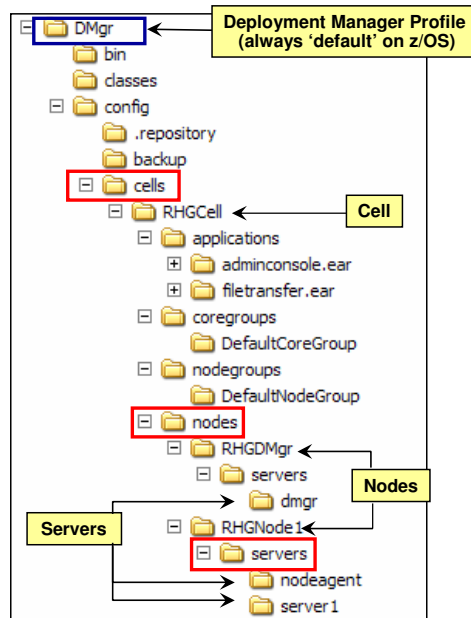 Deployment Manager Profile
(always ‘default’ on z/OS)
DMgr
bin
classes
config
.repository
backup
cells
RHGCell
Cell
applications
adminconsole.ear
filetransfer.ear
coregroups
DefaultCoreGroup
nodegroups
DefaultNodeGroup
nodes
RHGDMgr
servers
Nodes
dmgr
Servers
RHGNode1
servers
nodeagent
server1